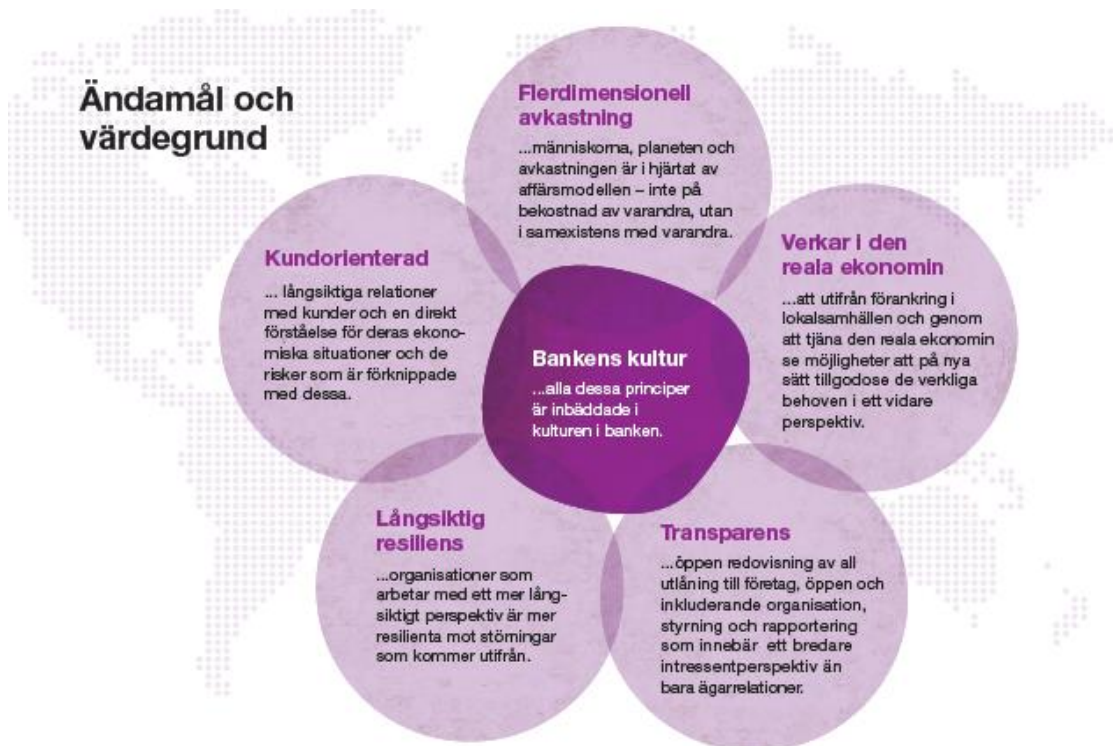 Ändamål och
värdegrund
Flerdimensionell
avkastning
...människorna, planeten och
avkastningen är i hjärtat av
affärsmodellen – inte på
bekostnad av varandra, utan
i samexistens med varandra.
Kundorienterad
... långsiktiga relationer
med kunder och en direkt
förståelse för deras ekono-
miska situationer och de
risker som är förknippade
med dessa.
Verkar i den
reala ekonomin
...att utifrån förankring i
lokalsamhällen och genom
att tjäna den reala ekonomin
se möjligheter att på nya
sätt tillgodose de verkliga
behoven i ett vidare
perspektiv.
Bankens kultur
...alla dessa principer
är inbäddade i
kulturen i banken.
Långsiktig
resiliens
...organisationer som
arbetar med ett mer lång-
siktigt perspektiv är mer
resilienta mot störningar
som kommer utifrån.
Transparens
...öppen redovisning av all
utlåning till företag, öppen och
inkluderande organisation,
styrning och rapportering
som innebär ett bredare
intressentperspektiv än
bara ägarrelationer.